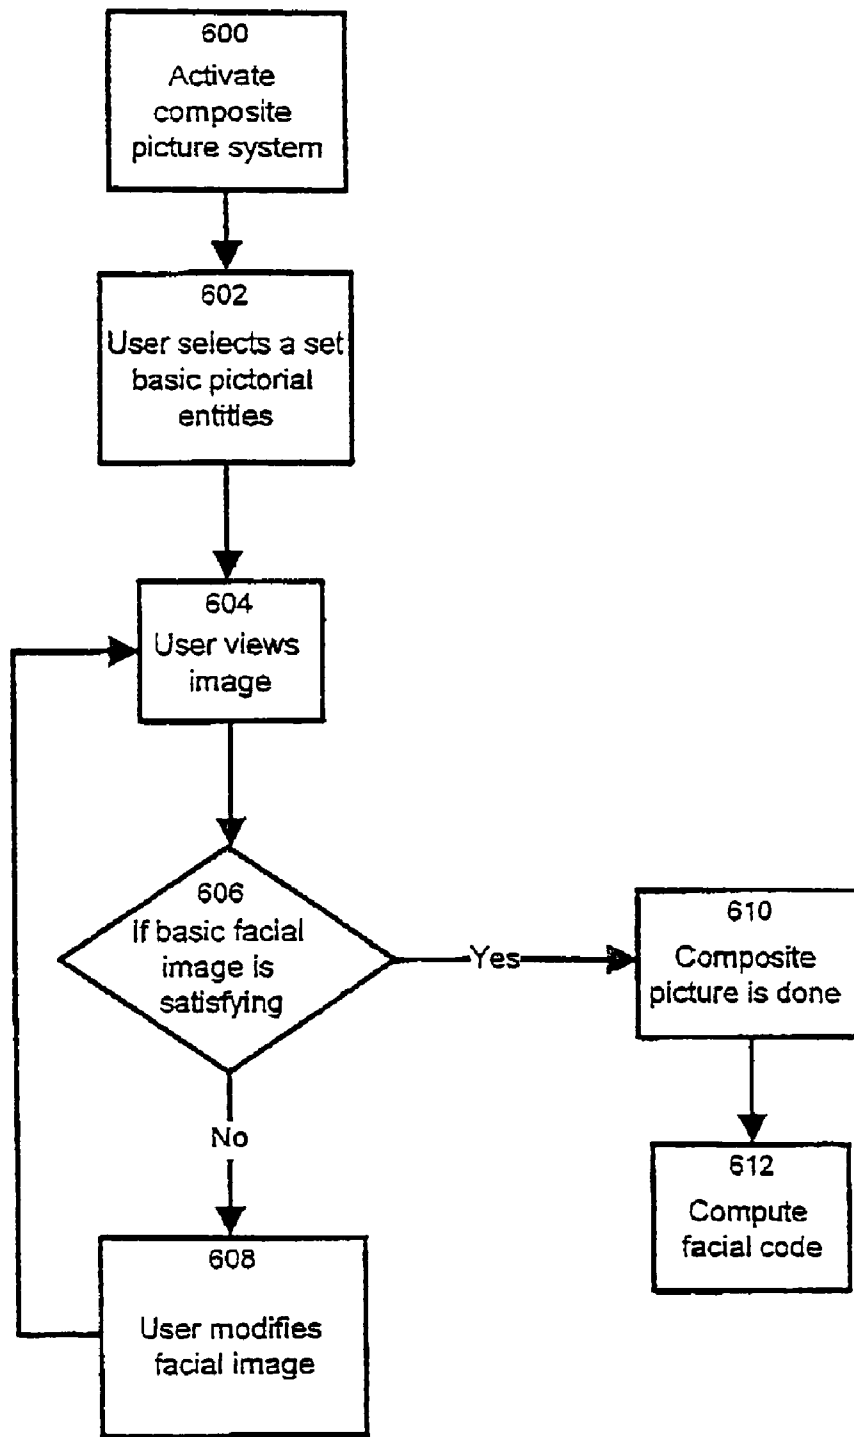 600
Activate
composite
picture system
602
User selects a set
basic pictorial
entities
604
User views
image
606
If basic facial
image is
satisfying
Yes
610
Composite
picture is done
No
612
Compute
facial code
608
User modifies
facial image